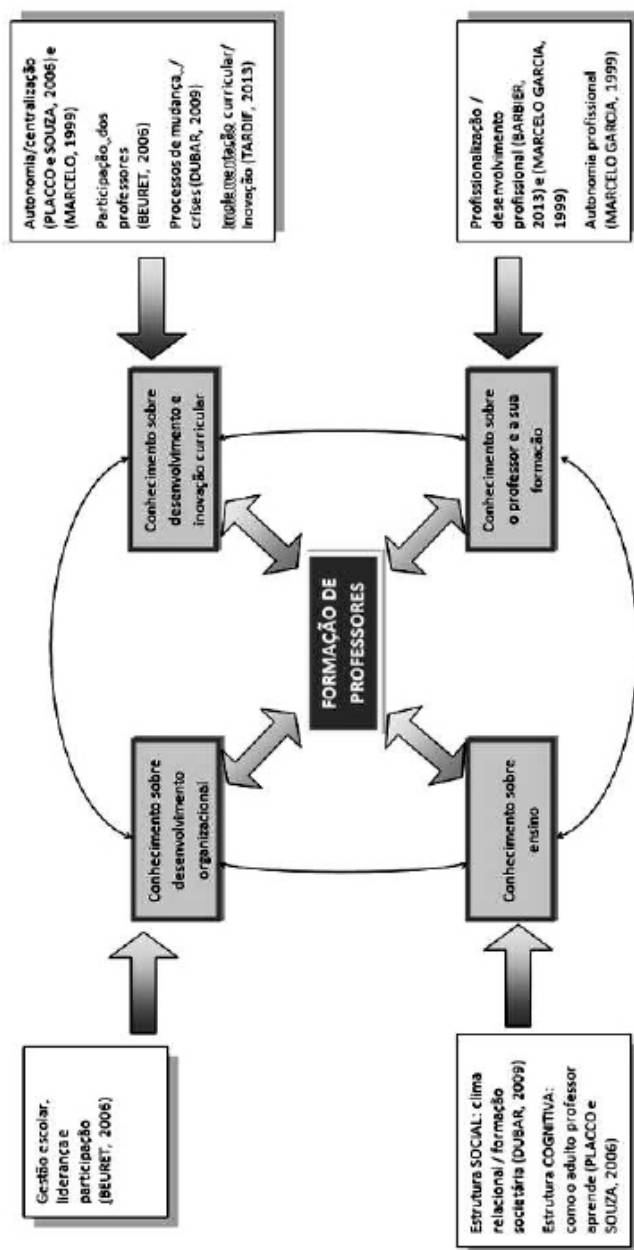 Gestão escolar,
liderança e
participação
(BEURET, 2006)
Conhecimento sobre
desenvolvimento
organizacional
Conhecimento sobre
desenvolvimento e
inovação curricular
Autonomia/centralização
(PLACCO e SOUZA, 2006) e
(MARCELO, 1999)
Participação dos
professores
(BEURET, 2006)
Processos de mudança /
crises (DUBAR, 2009)
Implementação curricular/
Inovação (TARDIF, 2013)
FORMAÇÃO DE
PROFESSORES
Estrutura SOCIAL: clima
relacional / formação
societária (DUBAR, 2009)
Estrutura COGNITIVA:
como o adulto professor
aprende (PLACCO e
SOUZA, 2006)
Conhecimento sobre
ensino
Conhecimento sobre
o professor e a sua
formação
Profissionalização /
desenvolvimento
profissional (BARBIER,
2013) e (MARCELO GARCIA,
1999)
Autonomia profissional
(MARCELO GARCIA, 1999)